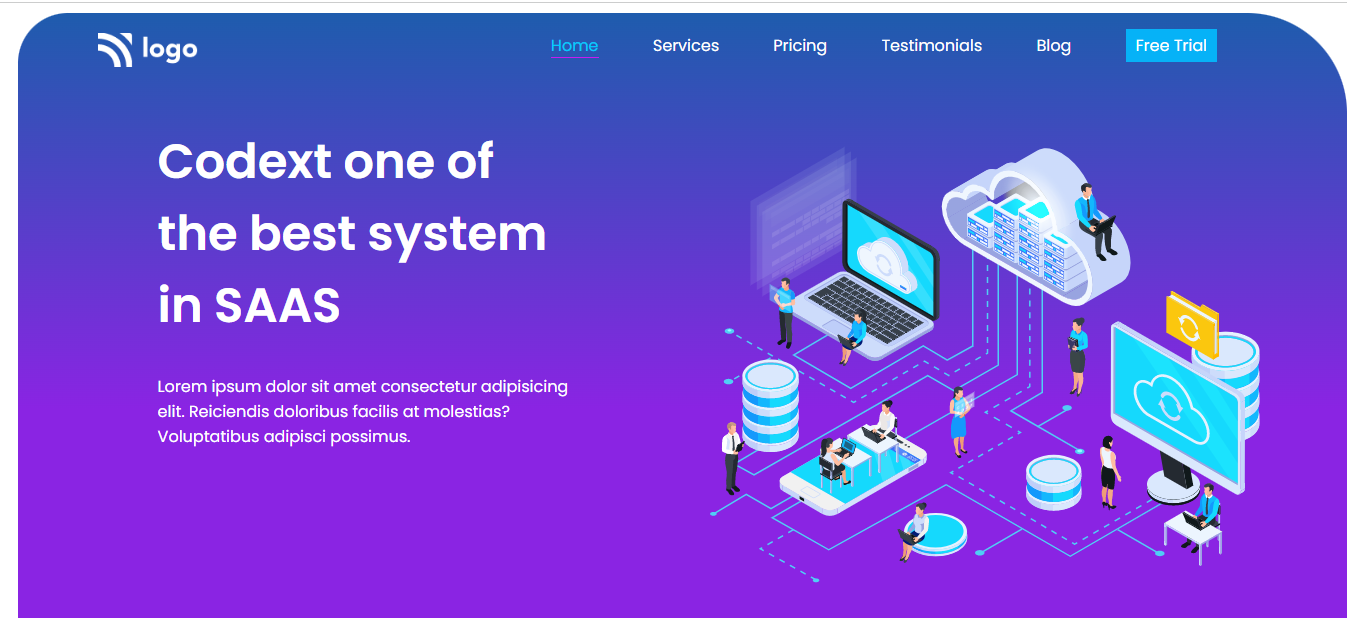 logo
Home
Services
Pricing
Testimonials
Blog
Free Trial
Codext one of
the best system
in SAAS
Lorem ipsum dolor sit amet consectetur adipisicing
elit. Reiciendis doloribus facilis at molestias?
Voluptatibus adipisci possimus.